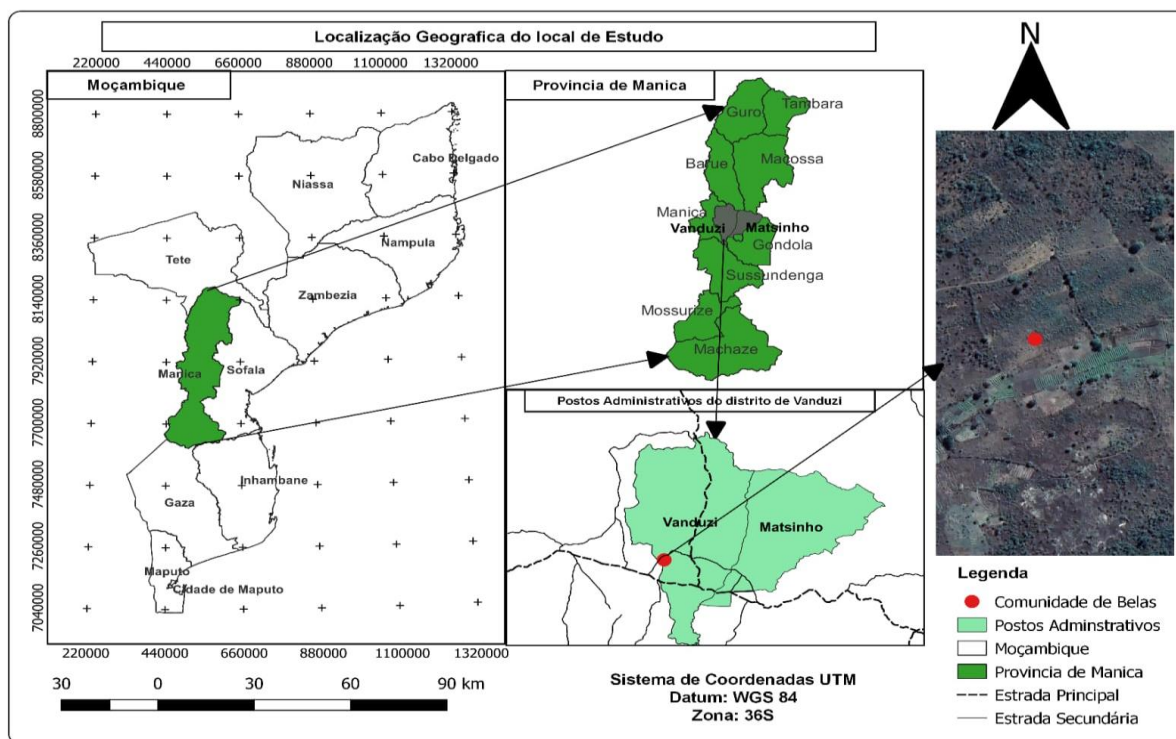 Localização Geografica do local de Estudo
220000 440000 660000 880000 1100000 1320000
Moçambique
8800000
8580000
8360000
8140000
7920000
7700000
7480000
7260000
7040000
Cabo Delgado
Niassa
Nampula
Tete
Zambezia
Manica
Sofala
Gaza
Inhambane
Maputo
Cidade de Maputo
220000 440000 660000 880000 1100000 1320000
30 0 30 60 90 km
Provincia de Manica
Guro
Tambara
Barue
Macossa
Manica
Vanduzi
Matsinho
Gondola
Sussundenga
Mossurize
Machaze
Postos Administrativos do distrito de Vanduzi
Vanduzi
Matsinho
Sistema de Coordenadas UTM
Datum: WGS 84
Zona: 36S
N
Legenda
Comunidade de Belas
Postos Adminstrativos
Moçambique
Provincia de Manica
Estrada Principal
Estrada Secundária